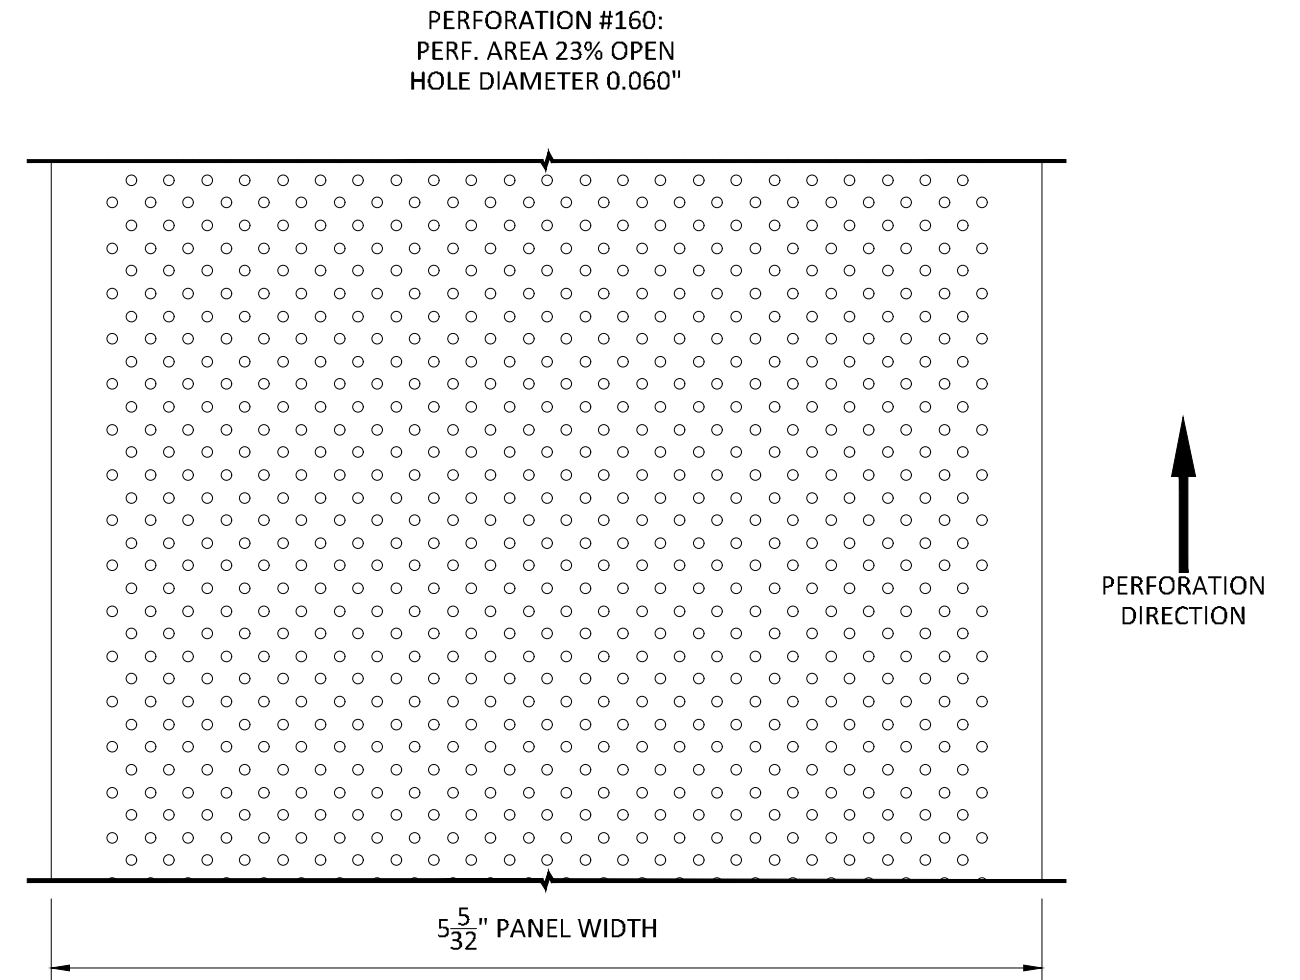 PERFORATION #160:
PERF. AREA 23% OPEN
HOLE DIAMETER 0.060"
PERFORATION
DIRECTION
5 5/32" PANEL WIDTH